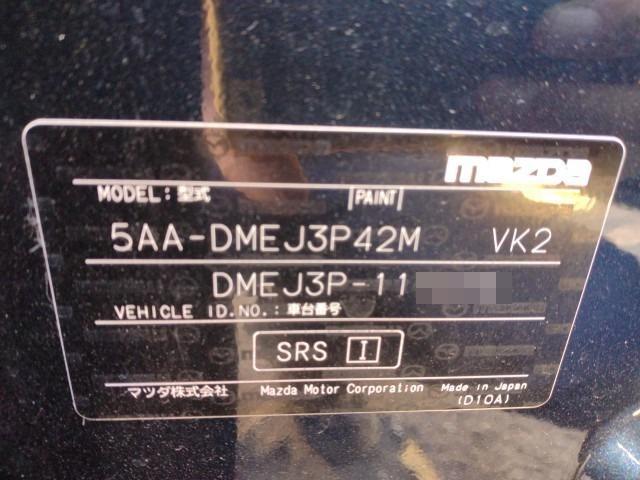 mazda
MODEL: 型式 PAINT
5AA-DMEJ3P42M VK2
DMEJ3P-11
VEHICLE ID.NO.: 車台番号
SRS I
マツダ株式会社 Mazda Motor Corporation Made in Japan
(D10A)